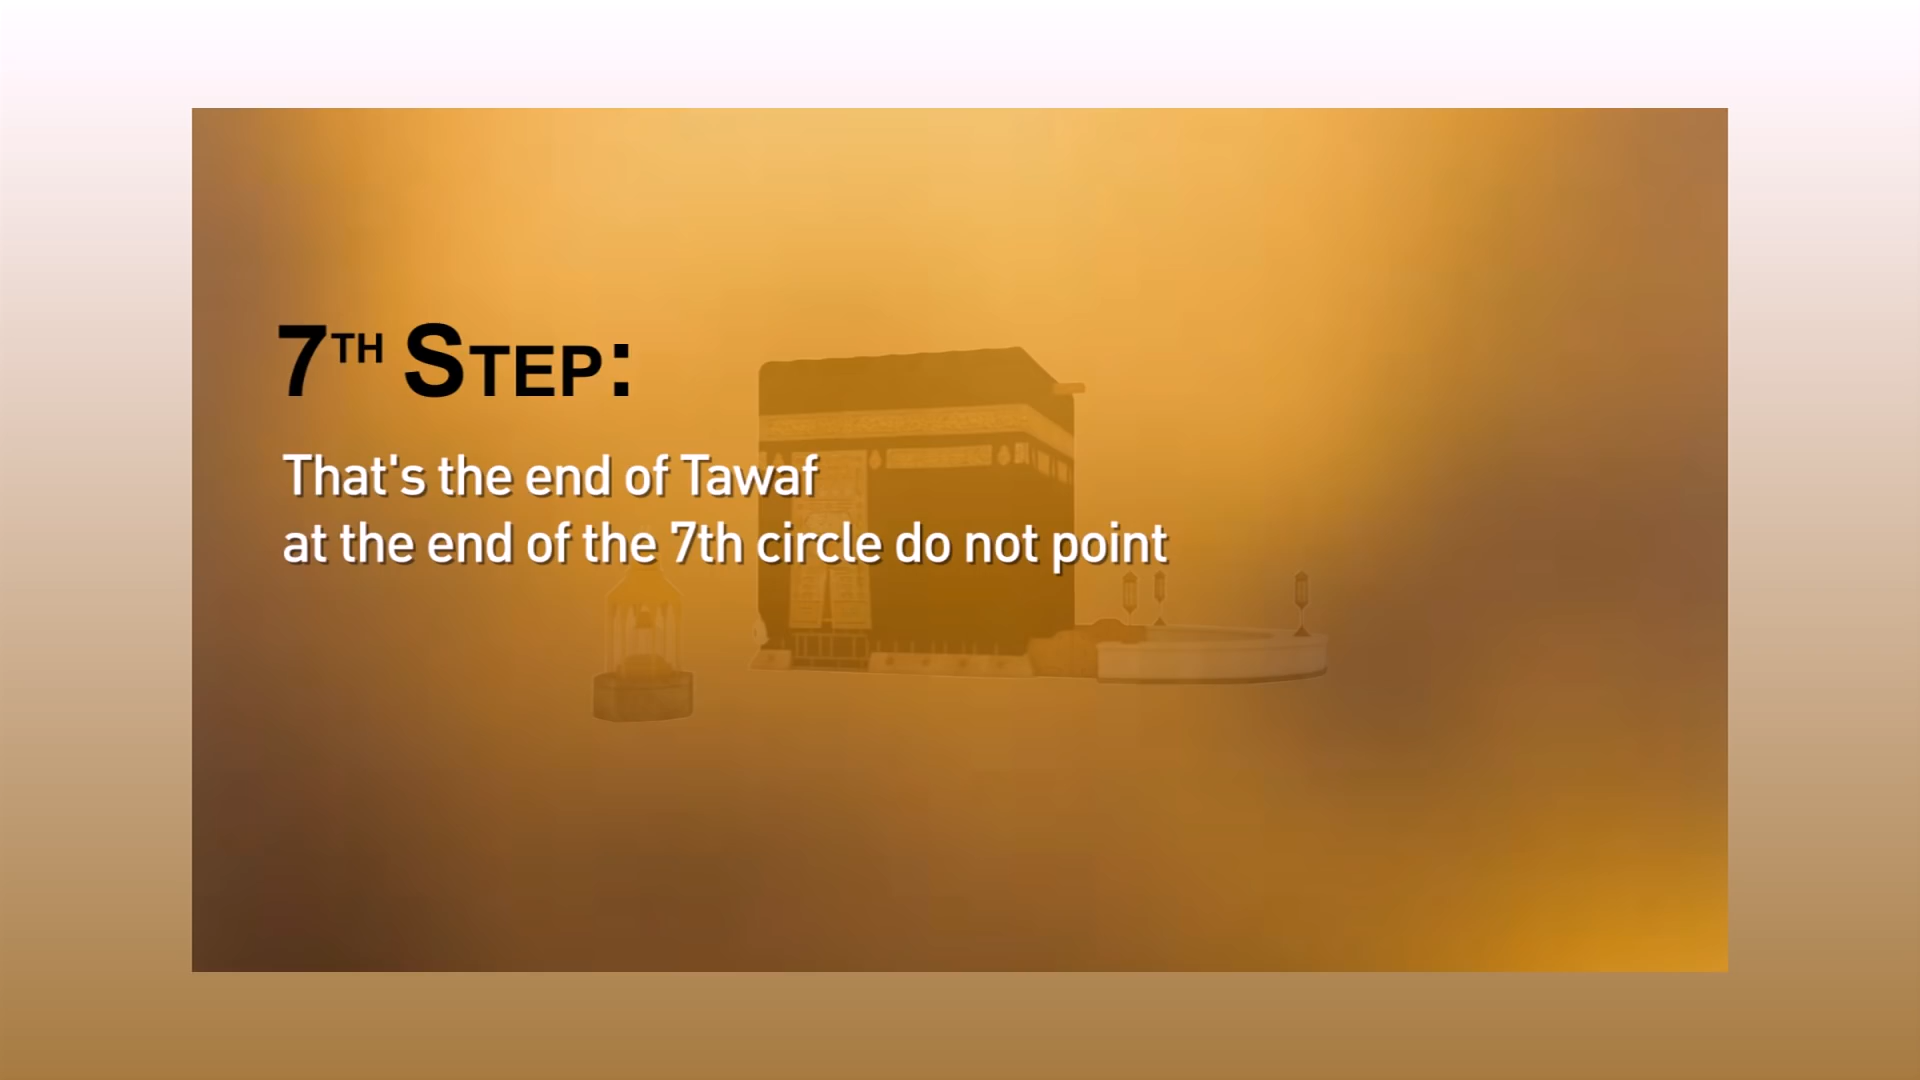 7TH STEP:
That's the end of Tawaf
at the end of the 7th circle do not point